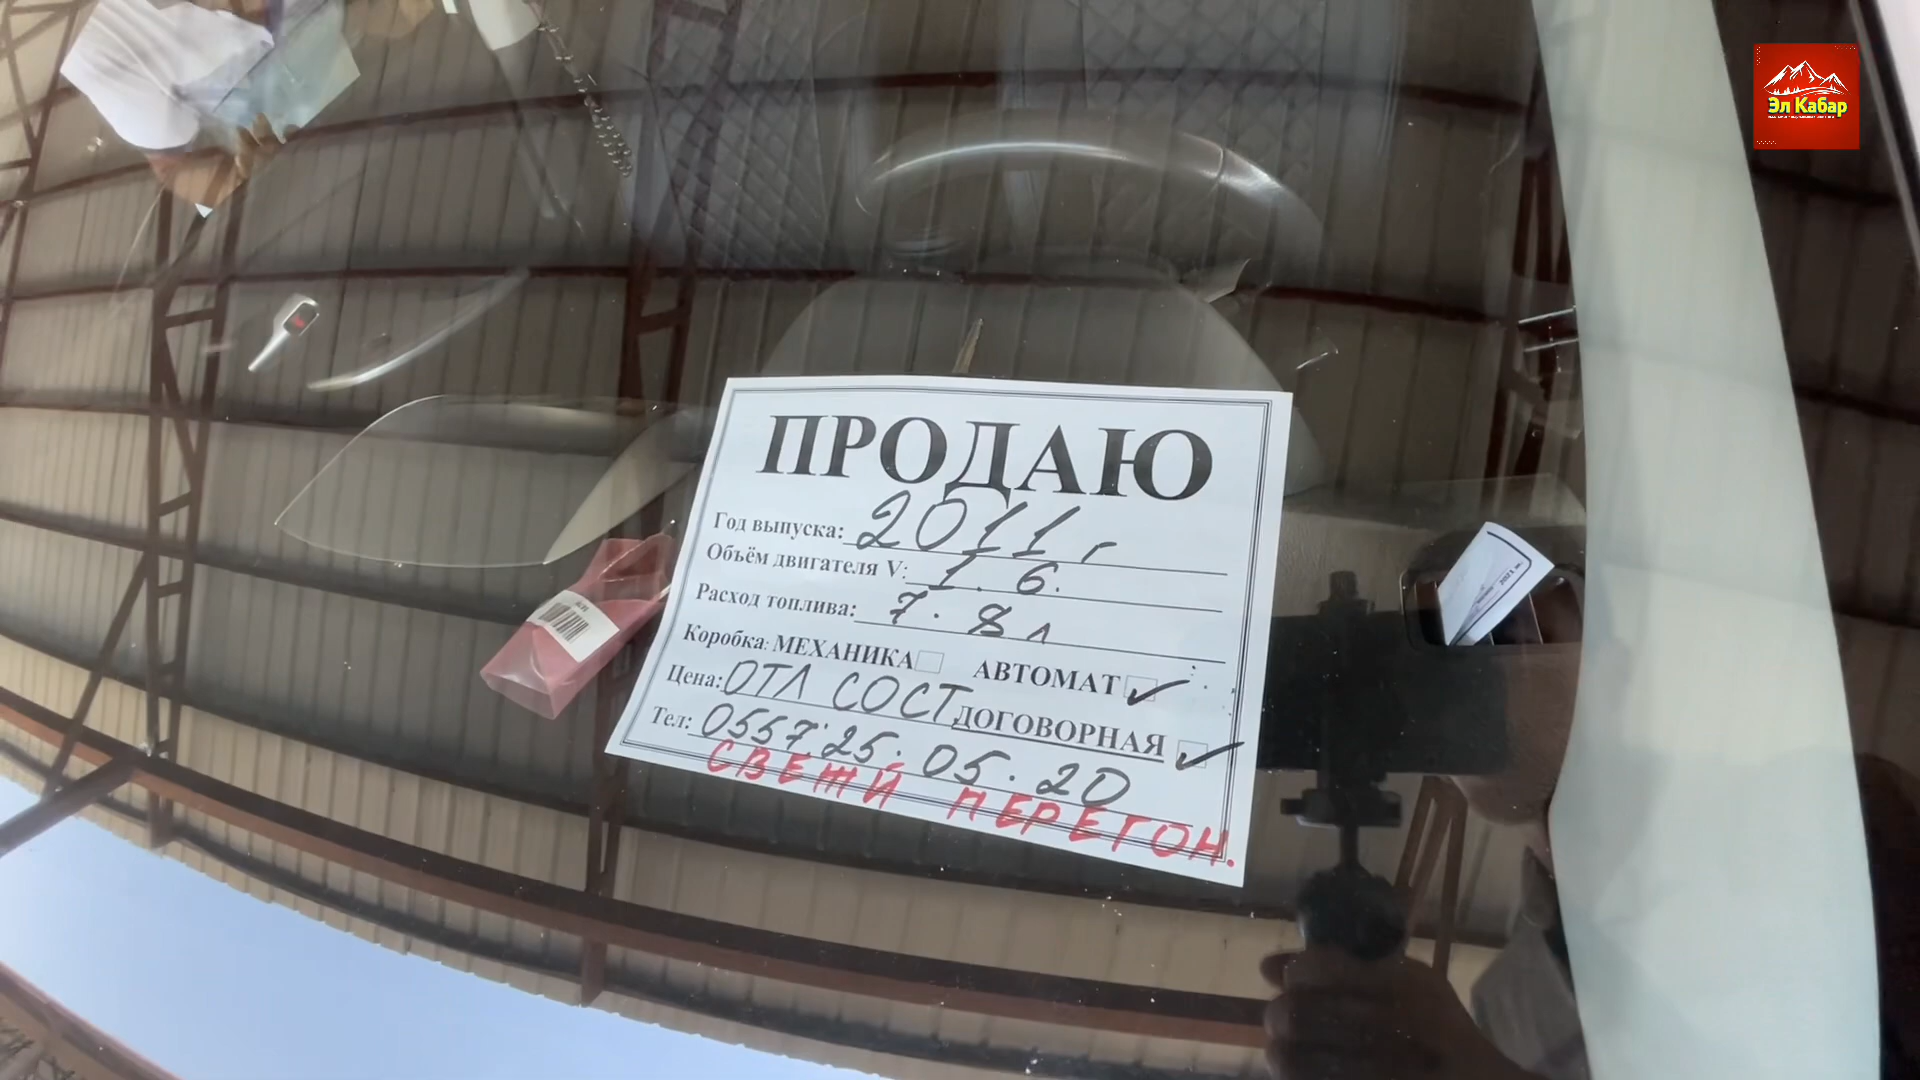 Эл Кабар
ПРОДАЮ
Год выпуска: 2011 г
Объём двигателя V: 1.6.
Расход топлива: 7.8л
Коробка: МЕХАНИКА АВТОМАТ ✓
Цена: ОТЛ СОСТ ДОГОВОРНАЯ ✓
Тел: 0557.25.05.20
СВЕЖИЙ ПЕРЕГОН.